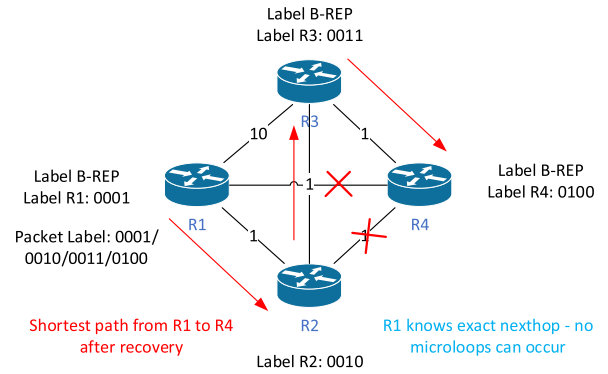 Label B-REP
Label R3: 0011
R3
10
1
Label B-REP
Label R1: 0001
1
Label B-REP
Label R4: 0100
R1
R4
Packet Label: 0001/
0010/0011/0100
1
1
R2
Shortest path from R1 to R4
after recovery
R1 knows exact nexthop - no
microloops can occur
Label R2: 0010